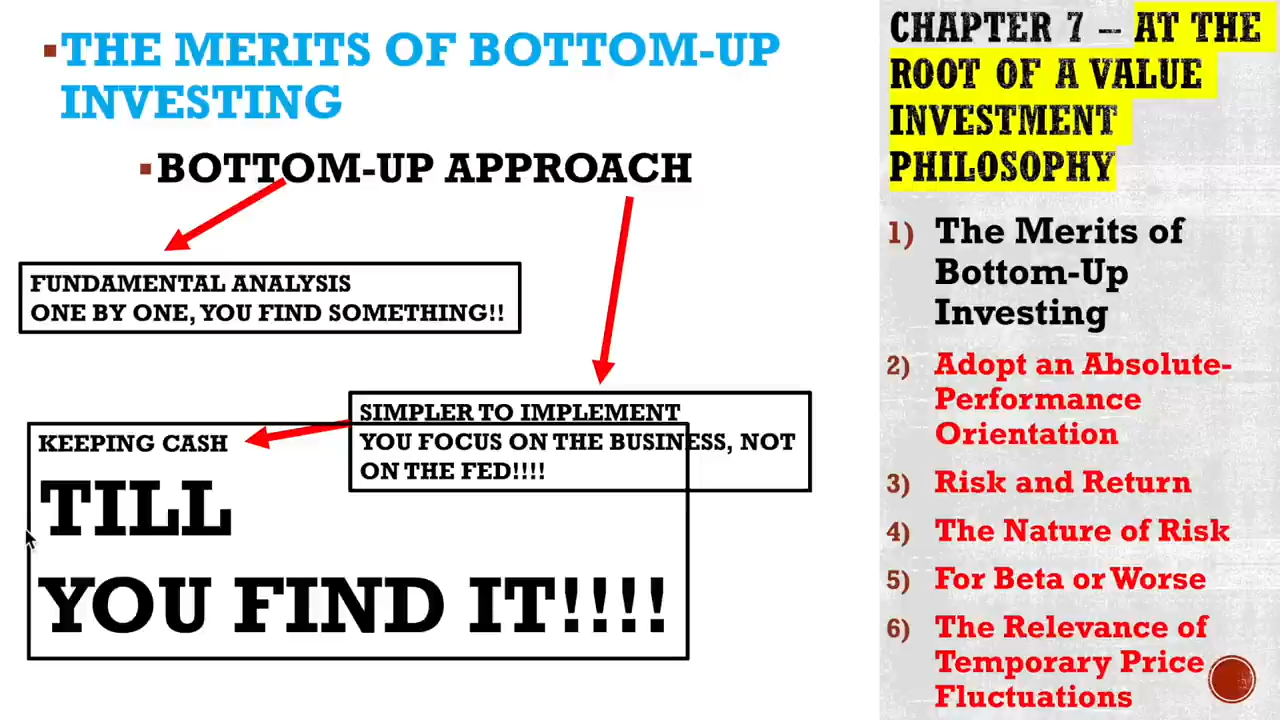 ▪THE MERITS OF BOTTOM-UP
INVESTING
▪BOTTOM-UP APPROACH
FUNDAMENTAL ANALYSIS
ONE BY ONE, YOU FIND SOMETHING!!
SIMPLER TO IMPLEMENT
YOU FOCUS ON THE BUSINESS, NOT
ON THE FED!!!!
KEEPING CASH
TILL
YOU FIND IT!!!!
CHAPTER 7 – AT THE
ROOT OF A VALUE
INVESTMENT
PHILOSOPHY
1) The Merits of
Bottom-Up
Investing
2) Adopt an Absolute-
Performance
Orientation
3) Risk and Return
4) The Nature of Risk
5) For Beta or Worse
6) The Relevance of
Temporary Price
Fluctuations